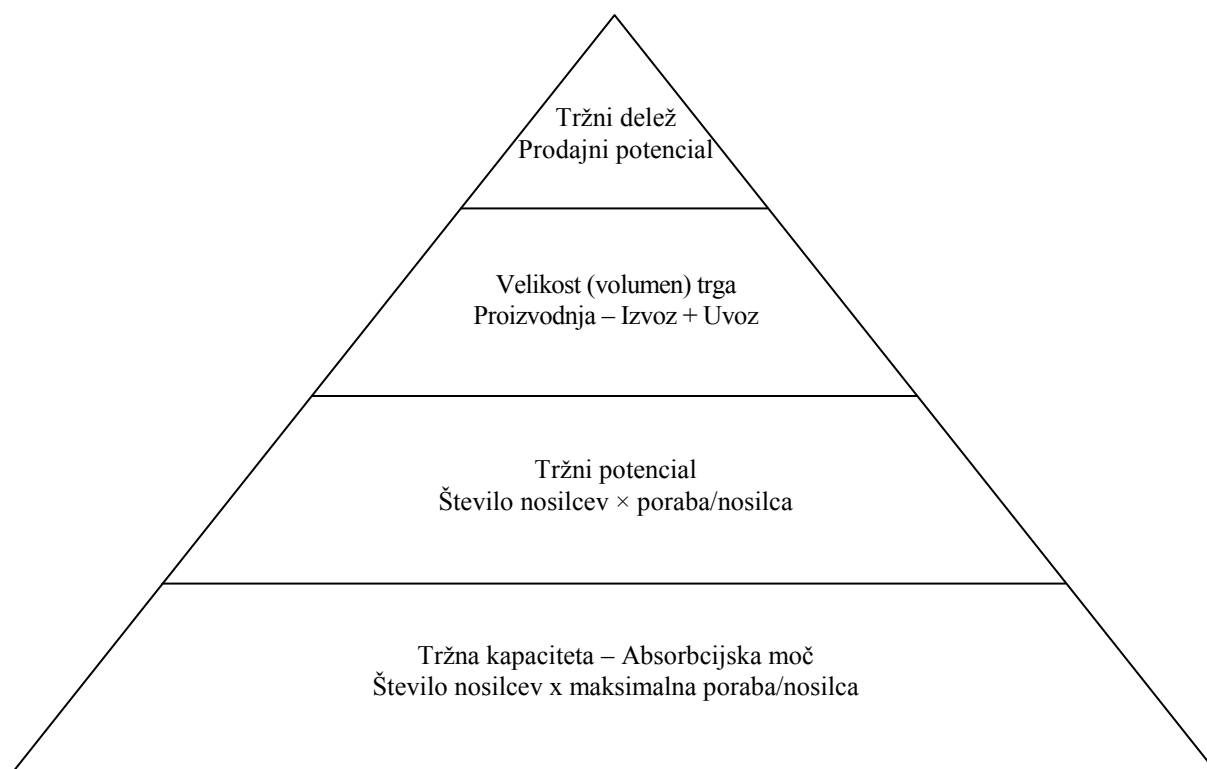 Tržni delež
Prodajni potencial
Velikost (volumen) trga
Proizvodnja – Izvoz + Uvoz
Tržni potencial
Število nosilcev × poraba/nosilca
Tržna kapaciteta – Absorbcijska moč
Število nosilcev x maksimalna poraba/nosilca